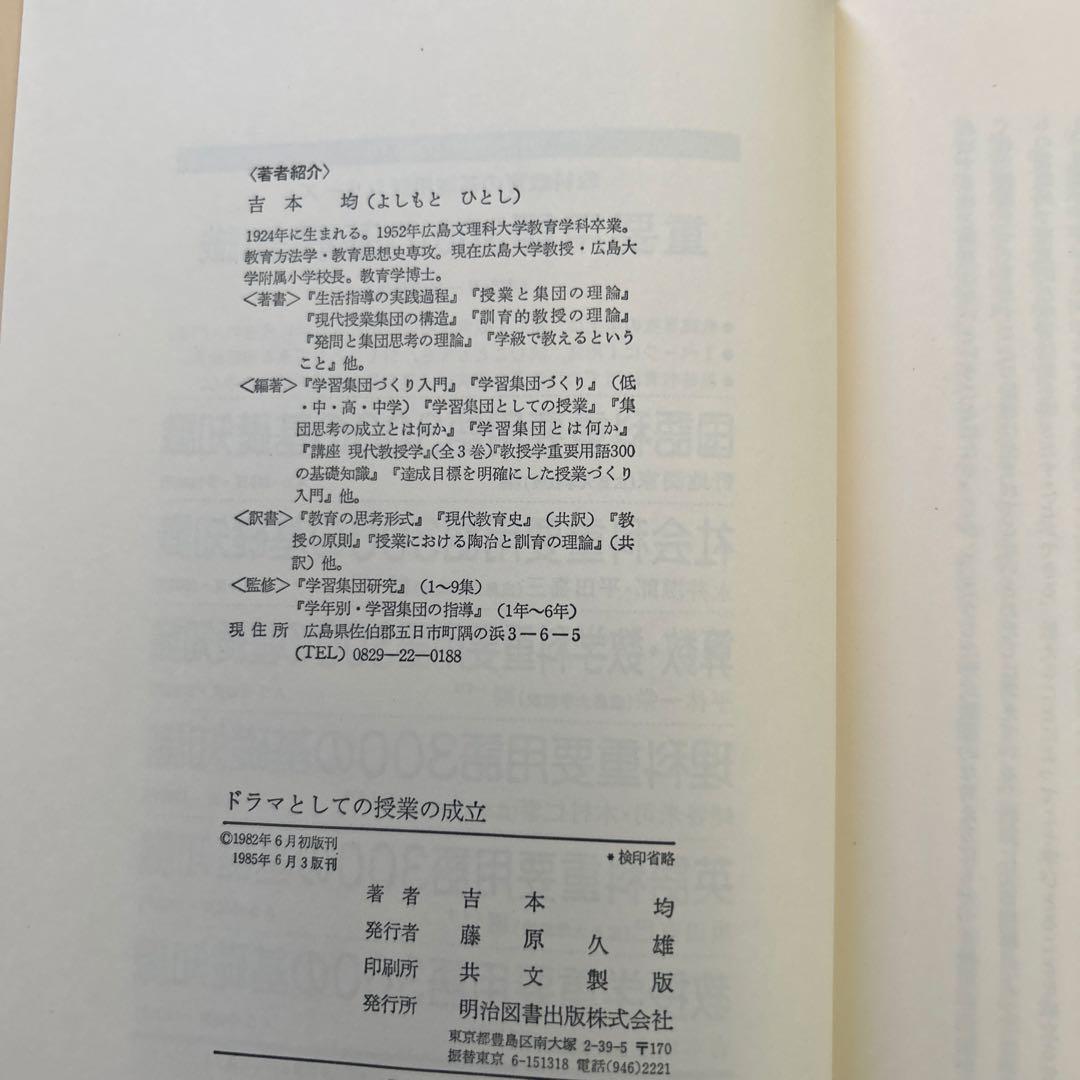 〈著者紹介〉
吉本　均(よしもと　ひとし)
1924年に生まれる。1952年広島文理科大学教育学科卒業。
教育方法学・教育思想史専攻。現在広島大学教授・広島大
学附属小学校長。教育学博士。
〈著書〉『生活指導の実践過程』『授業と集団の理論』
『現代授業集団の構造』『訓育的教授の理論』
『発問と集団思考の理論』『学級で教えるという
こと』他。
〈編著〉『学習集団づくり入門』『学習集団づくり』(低
・中・高・中学)『学習集団としての授業』『集
団思考の成立とは何か』『学習集団とは何か』
『講座 現代教授学』(全3巻)『教授学重要用語300
の基礎知識』『達成目標を明確にした授業づくり
入門』他。
〈訳書〉『教育の思考形式』『現代教育史』(共訳)『教
授の原則』『授業における陶冶と訓育の理論』(共
訳)他。
〈監修〉『学習集団研究』(1〜9集)
『学年別・学習集団の指導』(1年〜6年)
現住所　広島県佐伯郡五日市町隅の浜3—6—5
(TEL) 0829—22—0188
ドラマとしての授業の成立
©1982年6月初版刊
1985年6月3版刊
*検印省略
著者　吉本　均
発行者　藤原久雄
印刷所　共文製版
発行所　明治図書出版株式会社
東京都豊島区南大塚 2-39-5 〒170
振替東京 6-151318 電話(946)2221